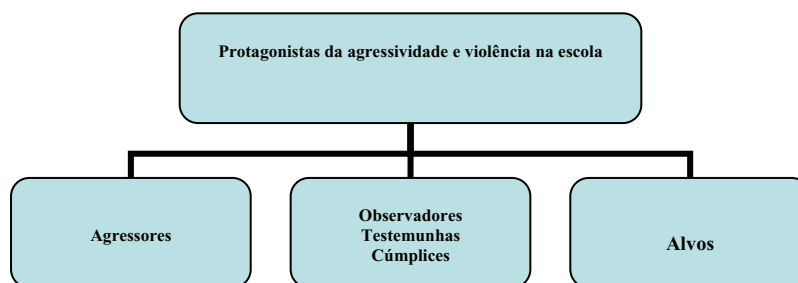 Protagonistas da agressividade e violência na escola
Agressores
Observadores
Testemunhas
Cúmplices
Alvos